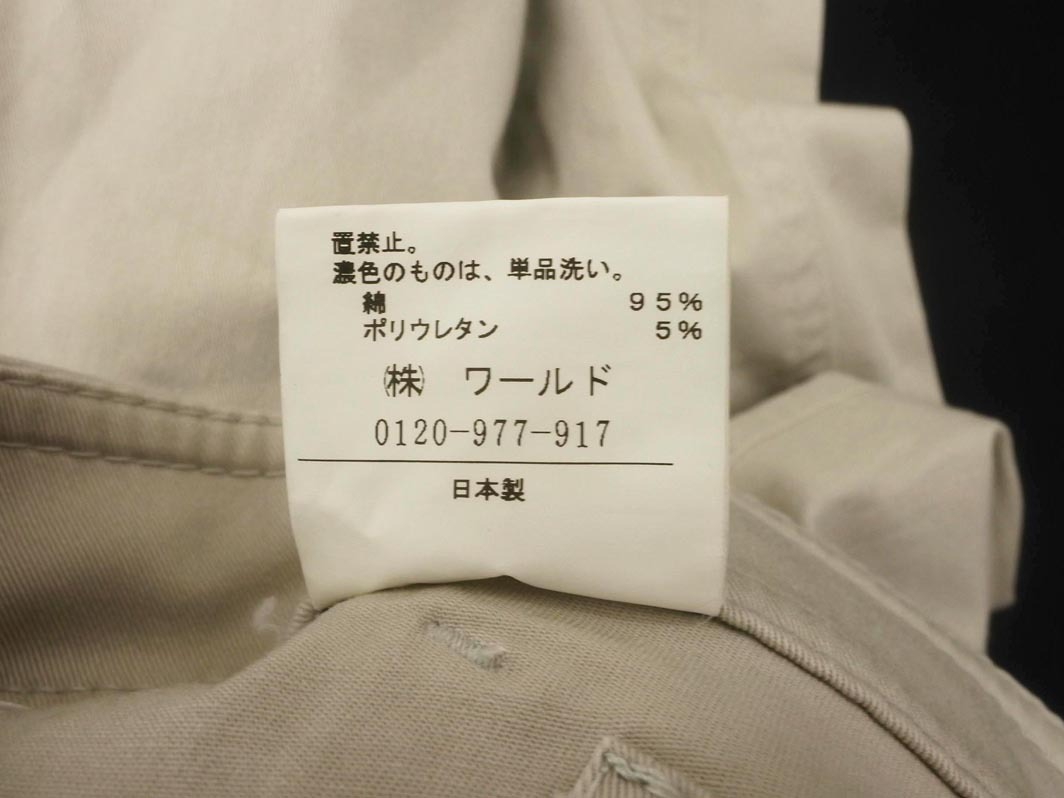 置禁止。
濃色のものは、単品洗い。
綿 95%
ポリウレタン 5%
㈱ ワールド
0120-977-917
日本製